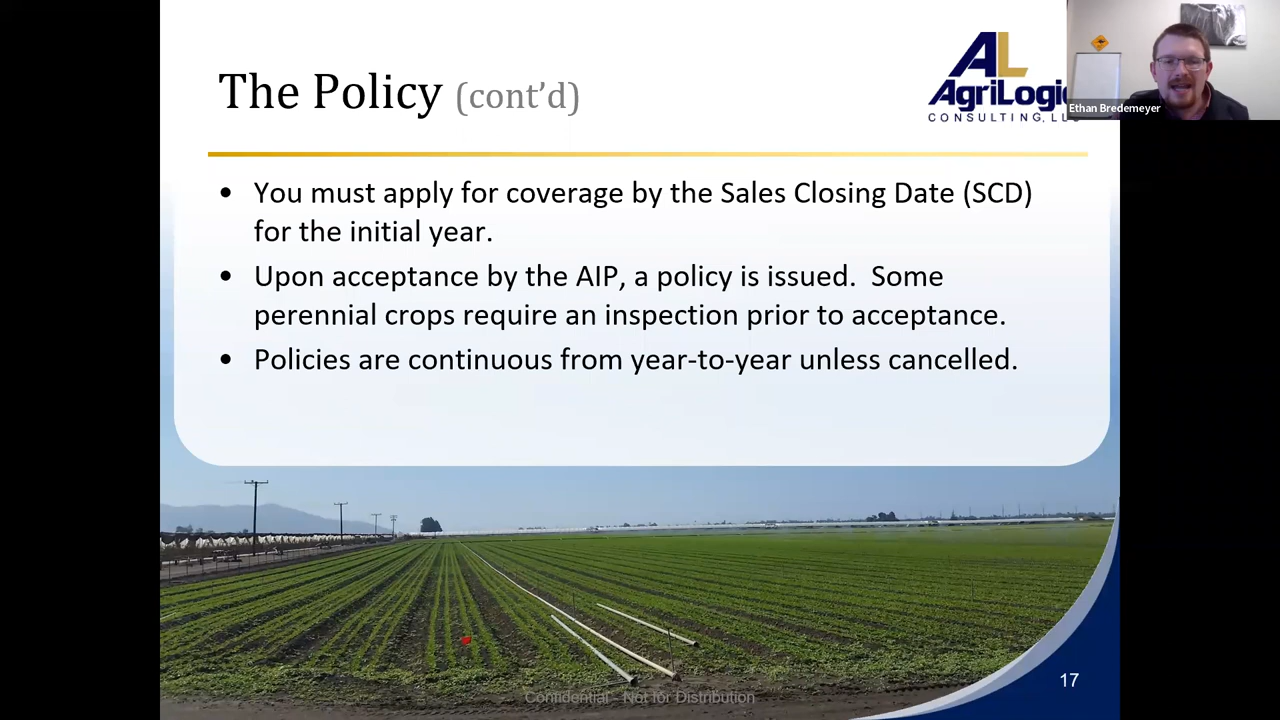 The Policy (cont'd)
AL
AgriLogic
CONSULTING, LL
Ethan Bredemeyer
• You must apply for coverage by the Sales Closing Date (SCD)
for the initial year.
• Upon acceptance by the AIP, a policy is issued.  Some
perennial crops require an inspection prior to acceptance.
• Policies are continuous from year-to-year unless cancelled.
17
Confidential - Not for Distribution